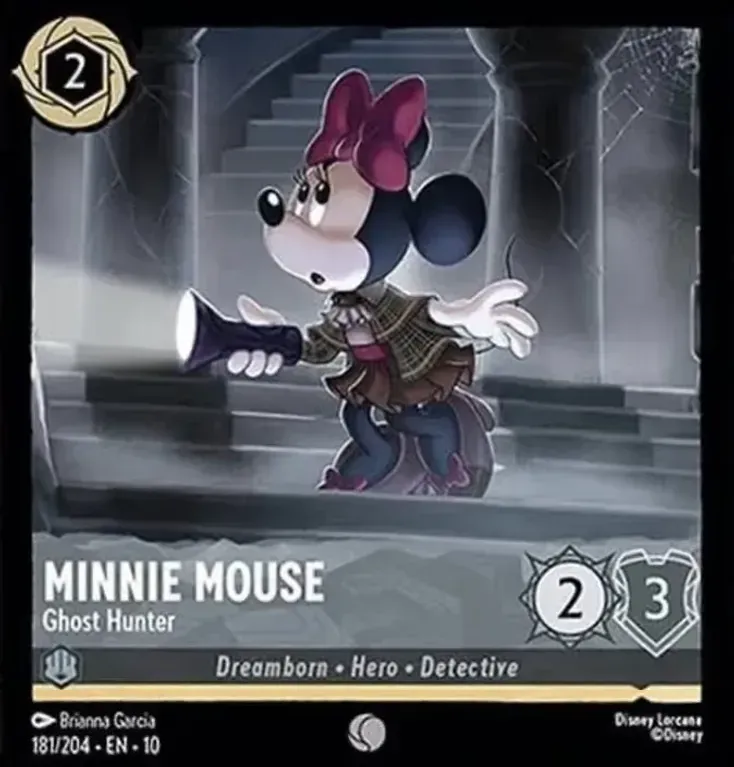 2
MINNIE MOUSE
Ghost Hunter
2
3
Dreamborn • Hero • Detective
Brianna Garcia
181/204 • EN • 10
Disney Lorcana
©Disney